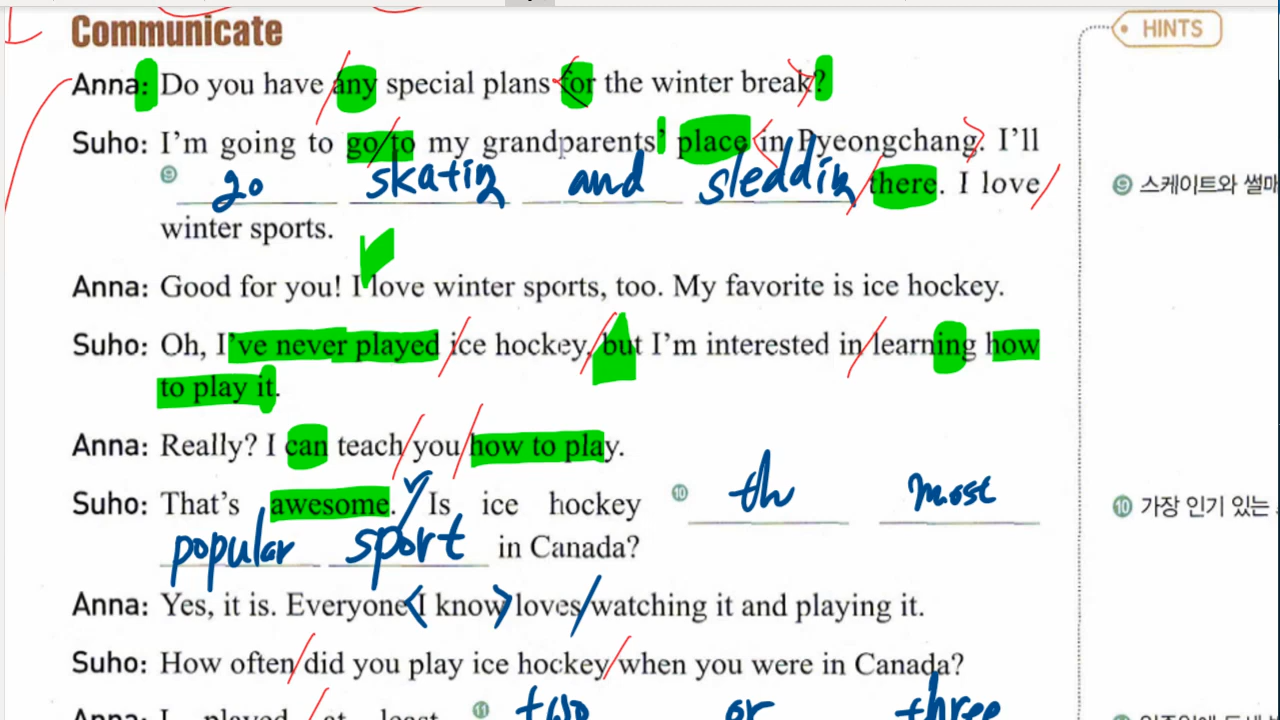 Communicate
HINTS
Anna: Do you have any special plans for the winter break?
Suho: I'm going to go to my grandparents' place in Pyeongchang. I'll
⑨ go skating and sledding there. I love
⑨ 스케이트와 썰매
winter sports.
Anna: Good for you! I love winter sports, too. My favorite is ice hockey.
Suho: Oh, I've never played ice hockey, but I'm interested in learning how
to play it.
Anna: Really? I can teach you how to play.
Suho: That's awesome. Is ice hockey ⑩ th most
⑩ 가장 인기 있는
popular sport in Canada?
Anna: Yes, it is. Everyone I know loves watching it and playing it.
Suho: How often did you play ice hockey when you were in Canada?
Anna: I played at least ⑪ two or three